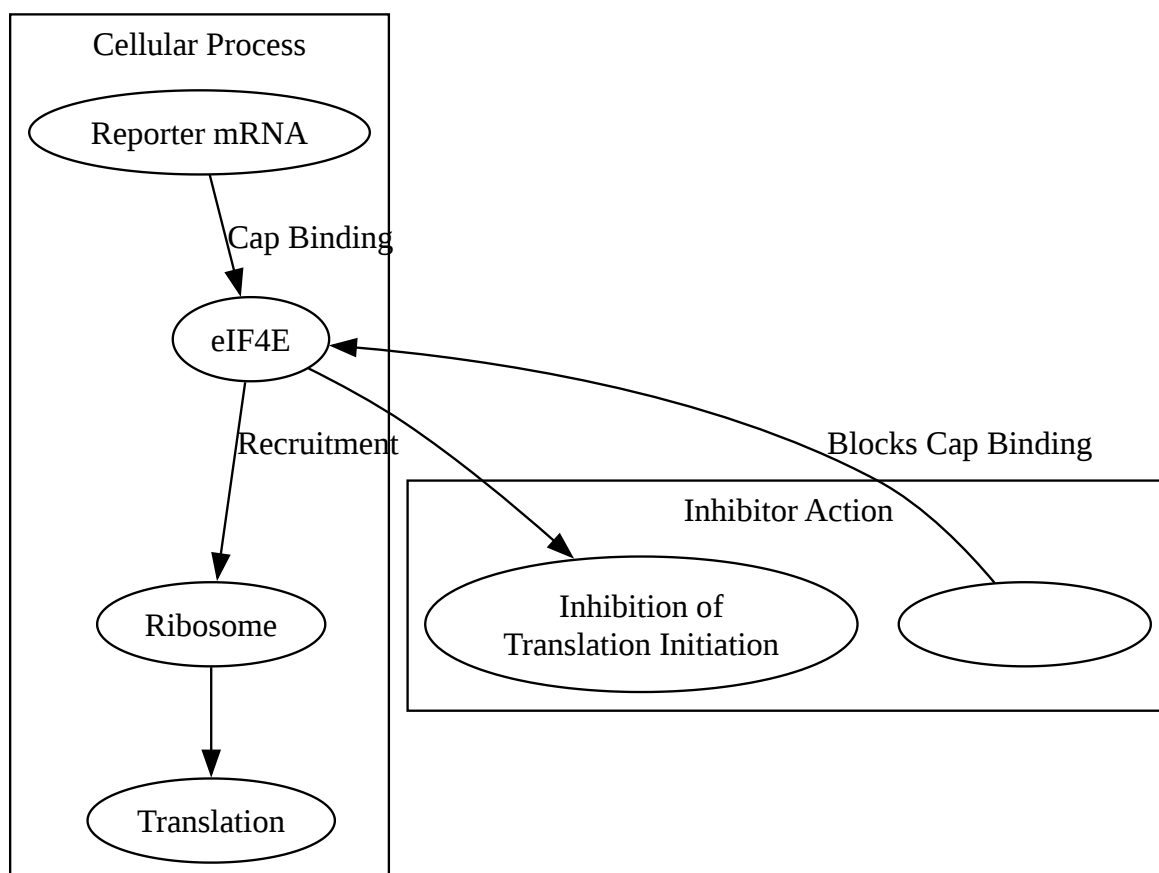 Cellular Process
Reporter mRNA
Cap Binding
eIF4E
Recruitment
Blocks Cap Binding
Inhibitor Action
Inhibition of
Translation Initiation
Ribosome
Translation